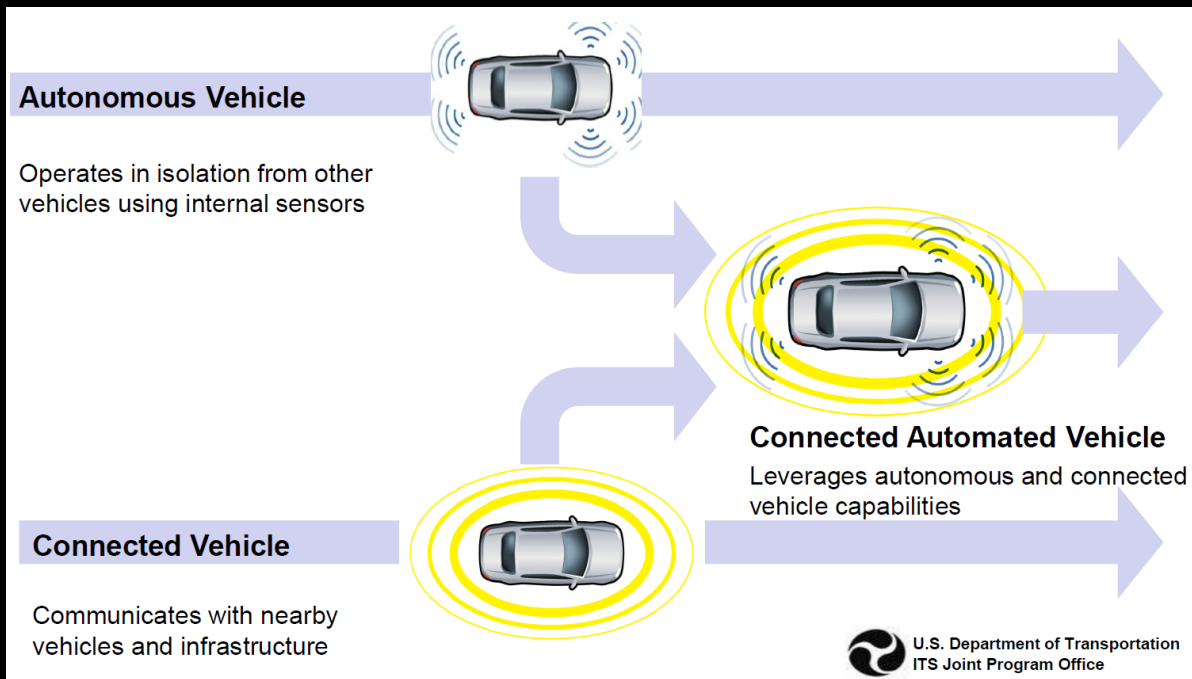 Autonomous Vehicle
Operates in isolation from other
vehicles using internal sensors
Connected Automated Vehicle
Leverages autonomous and connected
vehicle capabilities
Connected Vehicle
Communicates with nearby
vehicles and infrastructure
U.S. Department of Transportation
ITS Joint Program Office